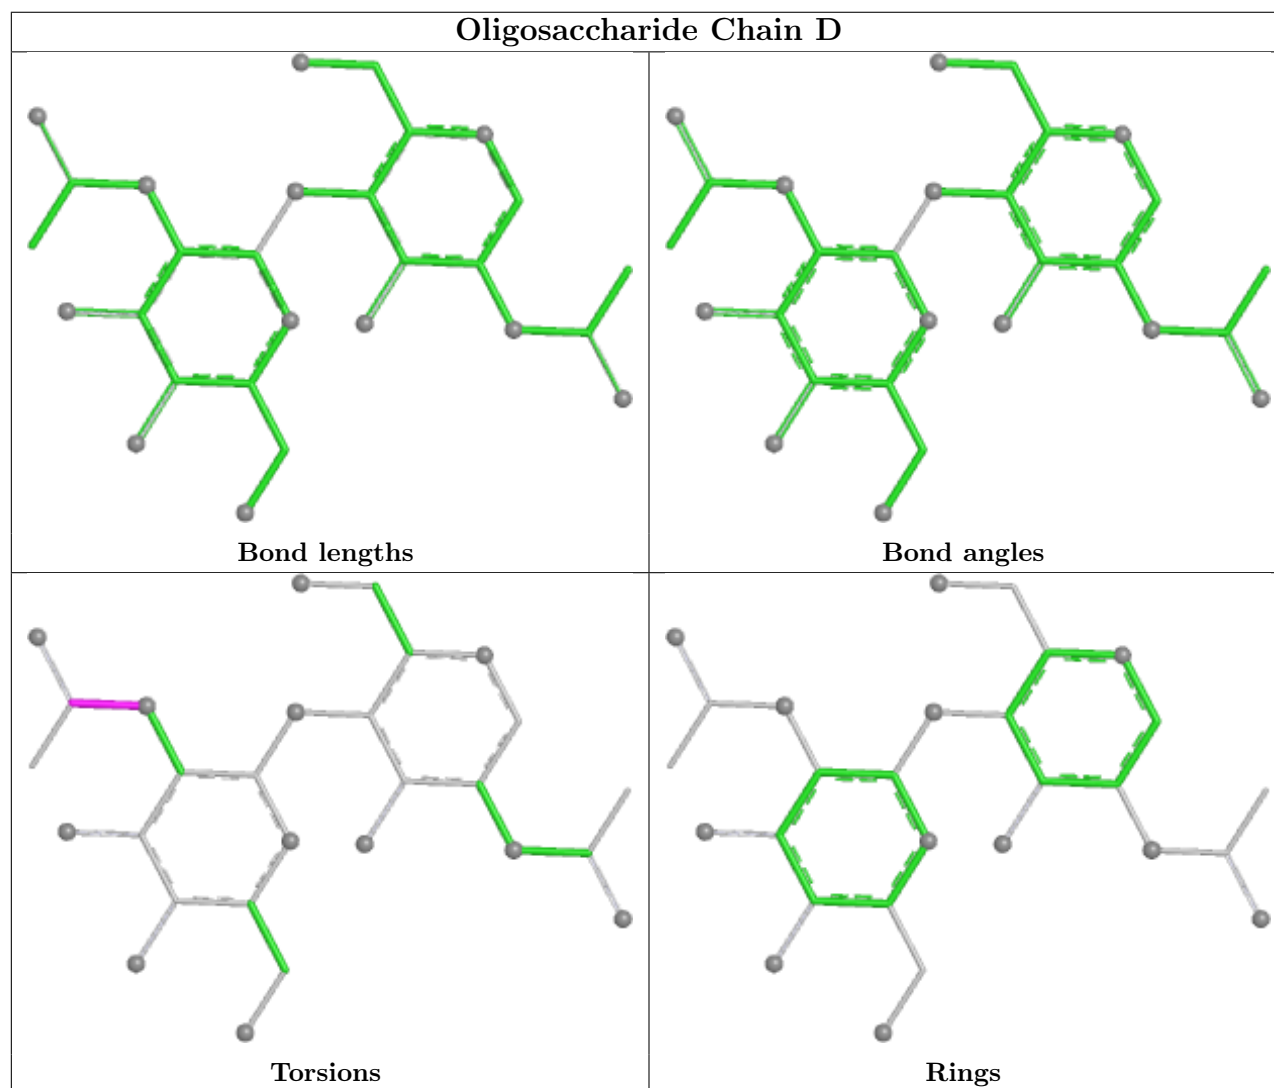 Oligosaccharide Chain D
Bond lengths
Bond angles
Torsions
Rings